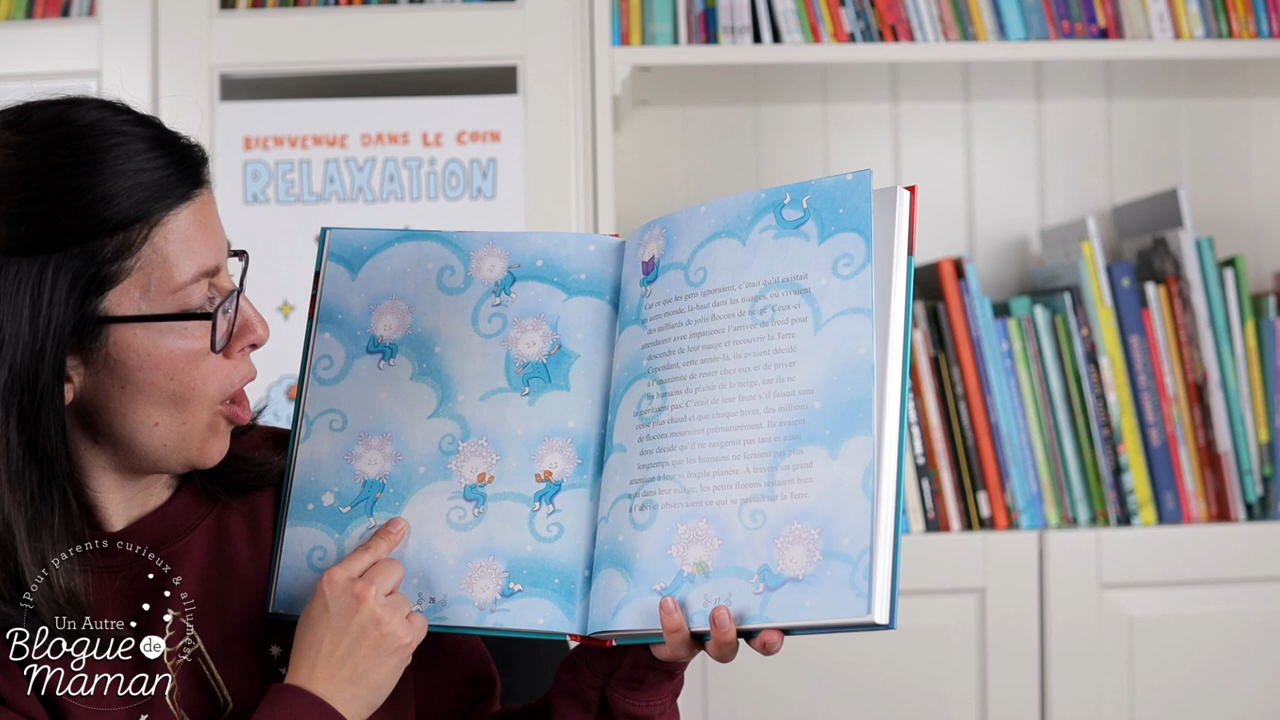 BIENVENUE DANS LE COIN
RELAXATION
Car ce que les gens ignoraient, c'était qu'il existait
un autre monde, là-haut dans les nuages, où vivaient
des milliards de jolis flocons de neige. Ceux-ci
attendaient avec impatience l'arrivée du froid pour
descendre de leur nuage et recouvrir la Terre.
Cependant, cette année-là, ils avaient décidé
à l'unanimité de rester chez eux et de priver
les humains du plaisir de la neige, car ils ne
la méritaient pas. C'était de leur faute s'il faisait sans
cesse plus chaud et que chaque hiver, des millions
de flocons mouraient prématurément. Ils avaient
donc décidé qu'il ne neigerait pas tant et aussi
longtemps que les humains ne feraient pas plus
attention à leur si fragile planète. À travers un grand
trou dans leur nuage, les petits flocons restaient bien
à l'abri et observaient ce qui se passait sur la Terre.
26
27
{Pour parents curieux & allumés}
Un Autre
Blogue de
Maman